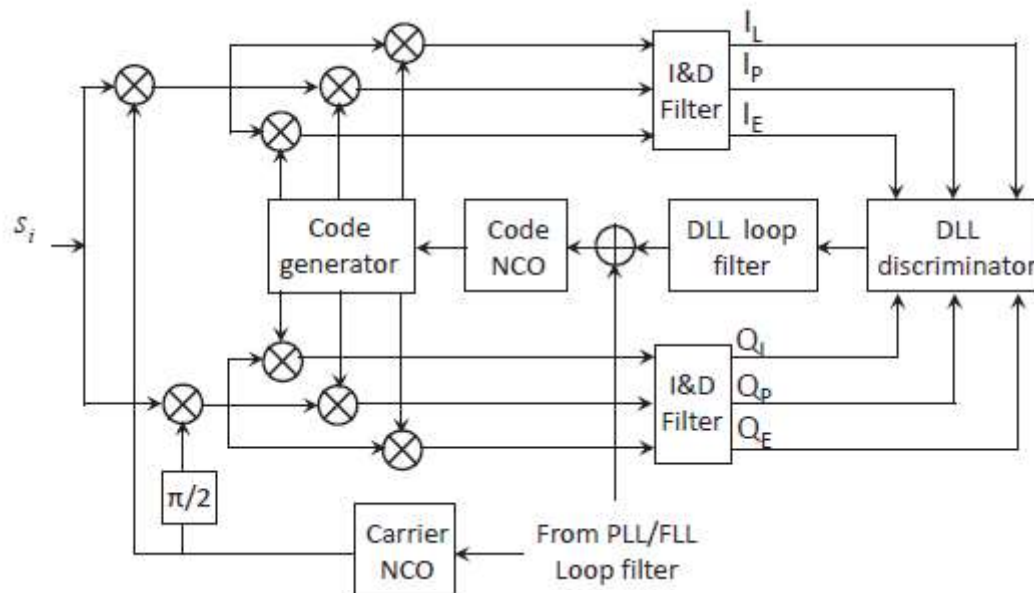 I_L
I&D
Filter
I_P
I_E
S_i
Code
generator
Code
NCO
DLL loop
filter
DLL
discriminator
Q_L
I&D
Filter
Q_P
Q_E
π/2
Carrier
NCO
From PLL/FLL
Loop filter